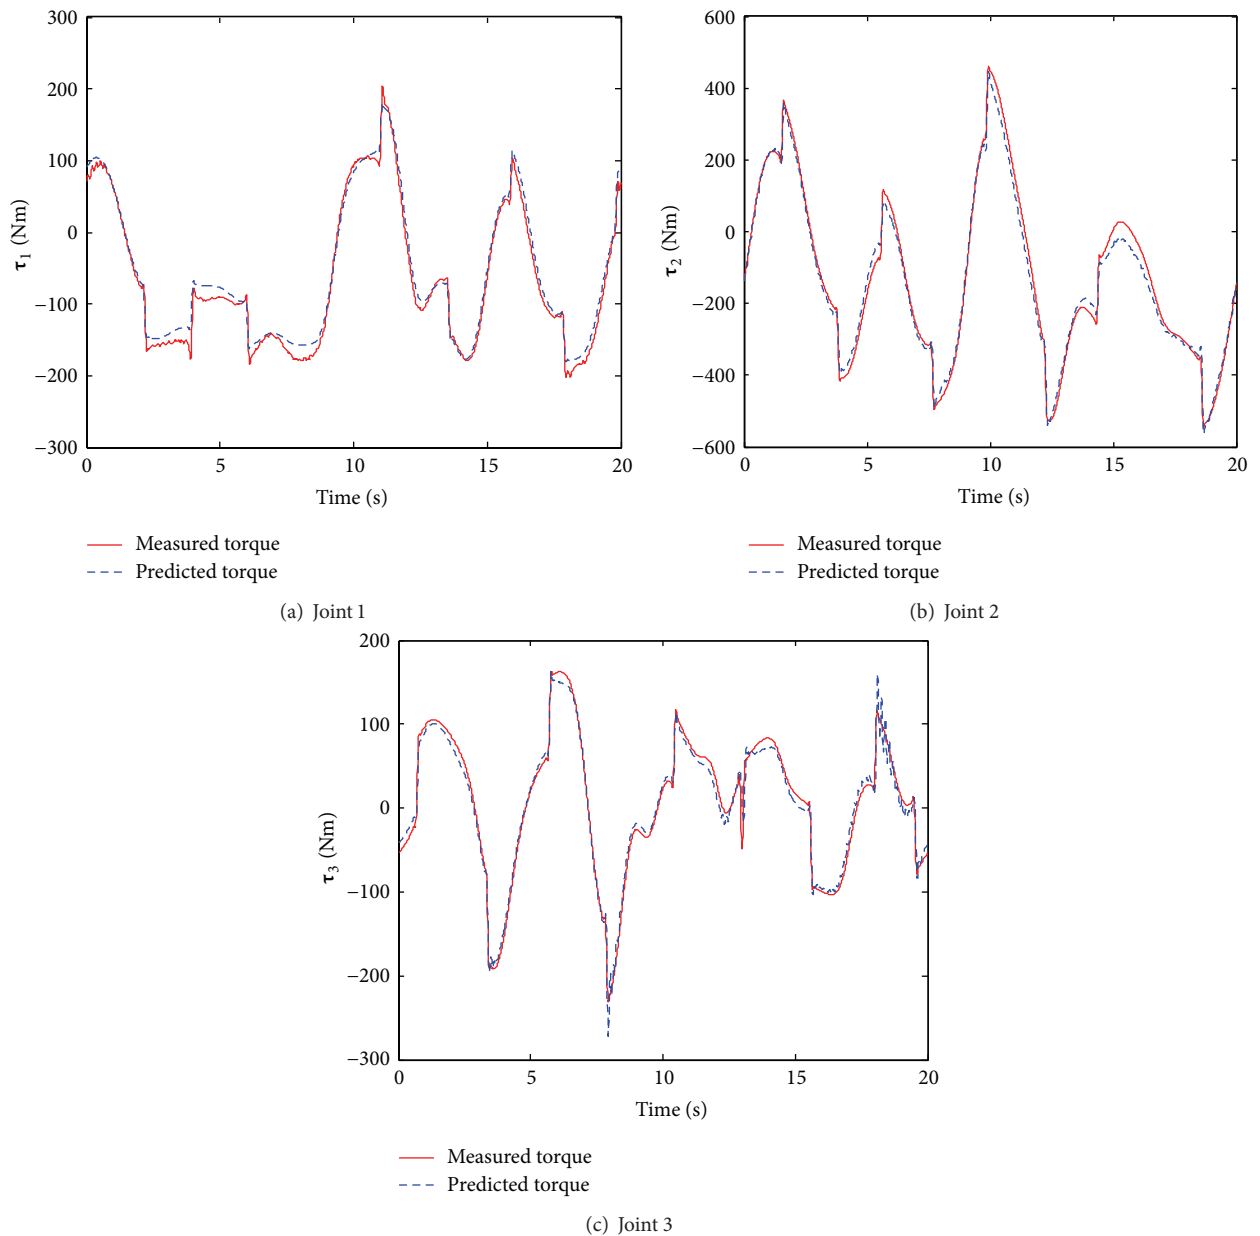 300
200
100
0
−100
−200
−300
τ1 (Nm)
0 5 10 15 20
Time (s)
Measured torque
Predicted torque
(a) Joint 1
600
400
200
0
−200
−400
−600
τ2 (Nm)
0 5 10 15 20
Time (s)
Measured torque
Predicted torque
(b) Joint 2
200
100
0
−100
−200
−300
τ3 (Nm)
0 5 10 15 20
Time (s)
Measured torque
Predicted torque
(c) Joint 3